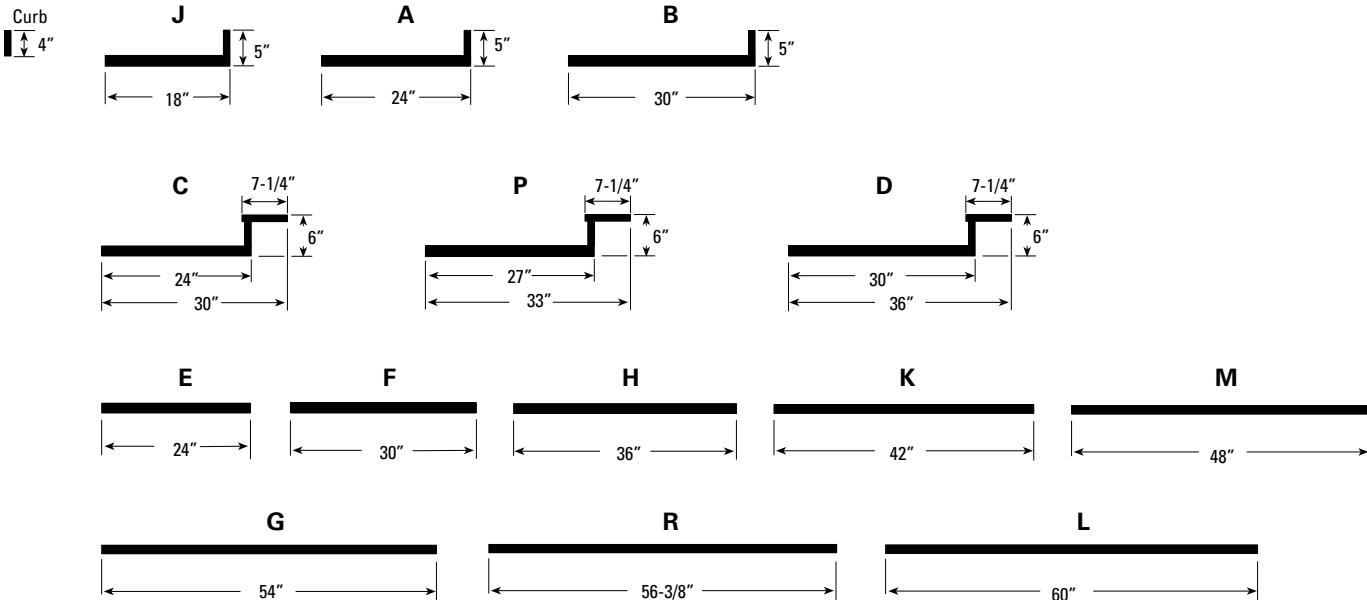 Curb
4”
J
5”
18”
A
5”
24”
B
5”
30”
C
7-1/4”
6”
24”
30”
P
7-1/4”
6”
27”
33”
D
7-1/4”
6”
30”
36”
E
24”
F
30”
H
36”
K
42”
M
48”
G
54”
R
56-3/8”
L
60”